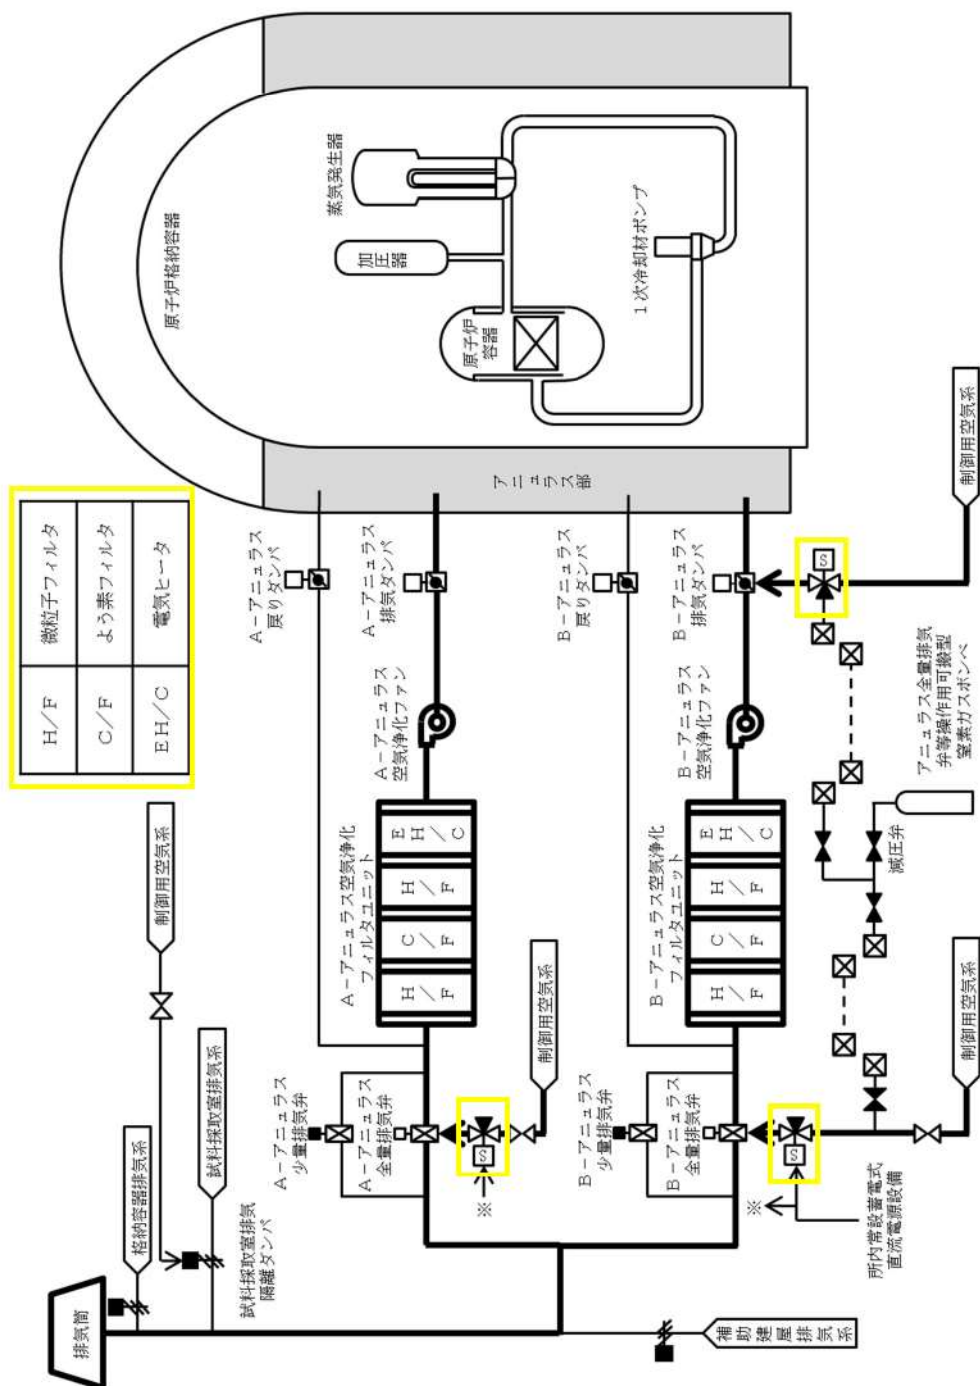 原子炉格納容器
蒸気発生器
加圧器
原子炉
容器
1次冷却材ポンプ
アニュラス部
H/F 微粒子フィルタ
C/F よう素フィルタ
EH/C 電気ヒータ
A-アニュラス
戻りダンパ
A-アニュラス
排気ダンパ
B-アニュラス
戻りダンパ
B-アニュラス
排気ダンパ
S
制御用空気系
A-アニュラス
空気浄化ファン
B-アニュラス
空気浄化ファン
アニュラス全量排気
弁等操作用可搬型
窒素ガスボンベ
減圧弁
A-アニュラス空気浄化
フィルタユニット
H/F
C/F
H/F
EH/C
B-アニュラス空気浄化
フィルタユニット
H/F
C/F
H/F
EH/C
制御用空気系
試料採取室排気系
格納容器排気系
試料採取室排気
隔離ダンパ
排気筒
A-アニュラス
少量排気弁
A-アニュラス
全量排気弁
S
※
制御用空気系
B-アニュラス
少量排気弁
B-アニュラス
全量排気弁
S
※
制御用空気系
所内常設蓄電式
直流電源設備
補助建屋排気系